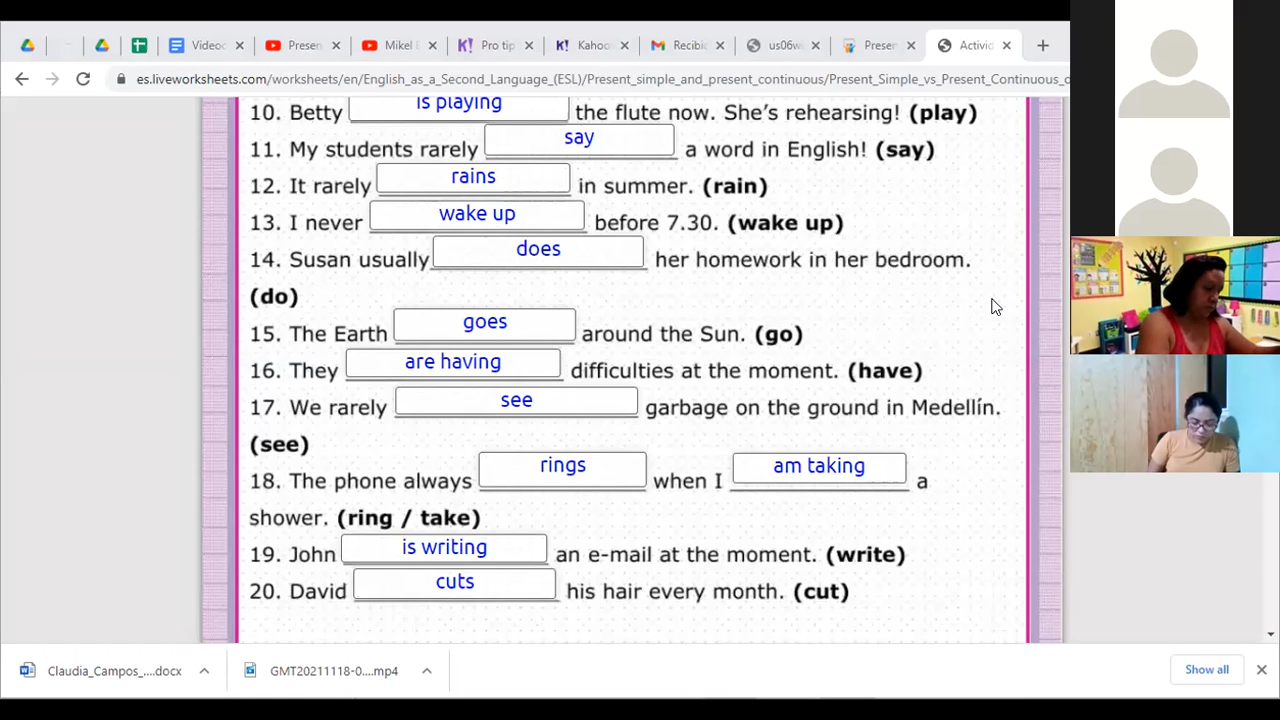 Videoc
Presen
Mikel E
Pro tip
Kahoo
Recibic
us06we
Presen
Activid
es.liveworksheets.com/worksheets/en/English_as_a_Second_Language_(ESL)/Present_simple_and_present_continuous/Present_Simple_vs_Present_Continuous_o
10. Betty is playing the flute now. She's rehearsing! (play)
11. My students rarely say a word in English! (say)
12. It rarely rains in summer. (rain)
13. I never wake up before 7.30. (wake up)
14. Susan usually does her homework in her bedroom.
(do)
15. The Earth goes around the Sun. (go)
16. They are having difficulties at the moment. (have)
17. We rarely see garbage on the ground in Medellín.
(see)
18. The phone always rings when I am taking a
shower. (ring / take)
19. John is writing an e-mail at the moment. (write)
20. David cuts his hair every month. (cut)
Claudia_Campos_....docx
GMT20211118-0....mp4
Show all